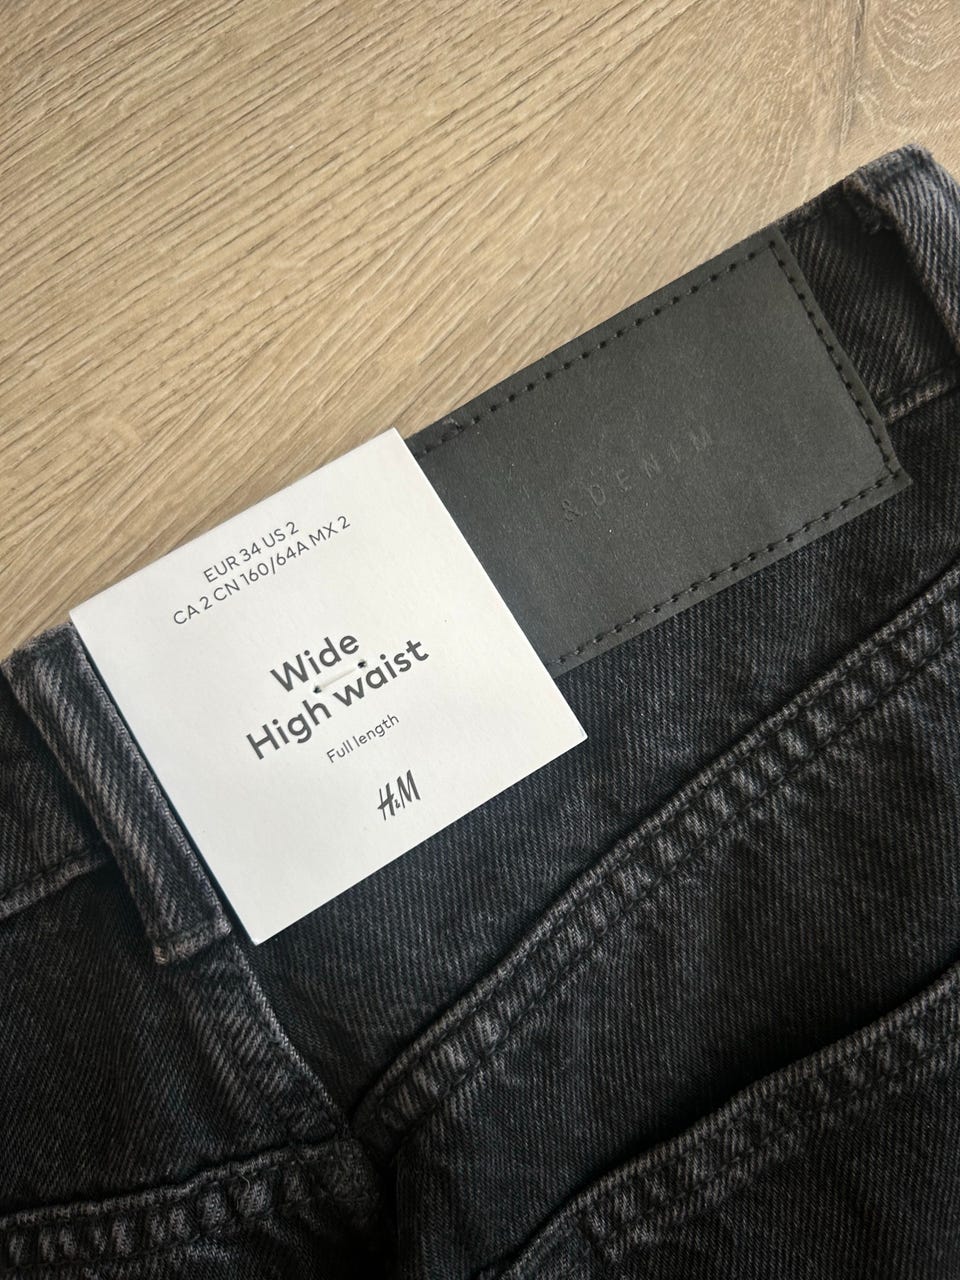 EUR 34 US 2
CA 2 CN 160/64A MX 2
Wide
High waist
Full length
H&M
&DENIM